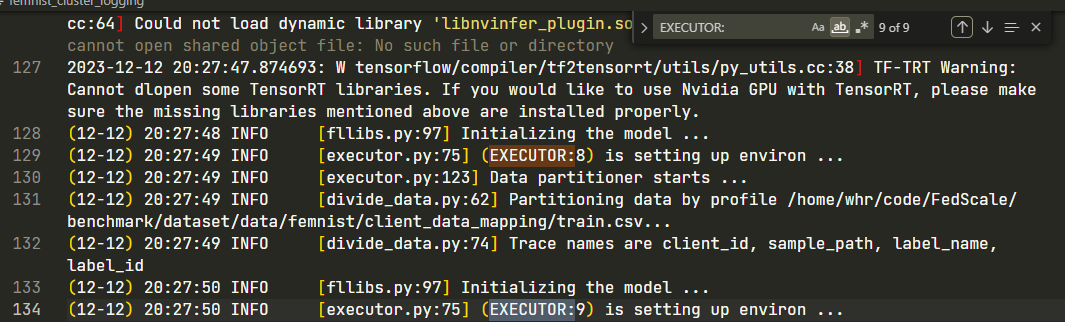 femnist_cluster_logging
cc:64] Could not load dynamic library 'libnvinfer_plugin.so
EXECUTOR:
Aa ab .* 9 of 9
cannot open shared object file: No such file or directory
127 2023-12-12 20:27:47.874693: W tensorflow/compiler/tf2tensorrt/utils/py_utils.cc:38] TF-TRT Warning:
Cannot dlopen some TensorRT libraries. If you would like to use Nvidia GPU with TensorRT, please make
sure the missing libraries mentioned above are installed properly.
128 (12-12) 20:27:48 INFO [fllibs.py:97] Initializing the model ...
129 (12-12) 20:27:49 INFO [executor.py:75] (EXECUTOR:8) is setting up environ ...
130 (12-12) 20:27:49 INFO [executor.py:123] Data partitioner starts ...
131 (12-12) 20:27:49 INFO [divide_data.py:62] Partitioning data by profile /home/whr/code/FedScale/
benchmark/dataset/data/femnist/client_data_mapping/train.csv...
132 (12-12) 20:27:49 INFO [divide_data.py:74] Trace names are client_id, sample_path, label_name,
label_id
133 (12-12) 20:27:50 INFO [fllibs.py:97] Initializing the model ...
134 (12-12) 20:27:50 INFO [executor.py:75] (EXECUTOR:9) is setting up environ ...